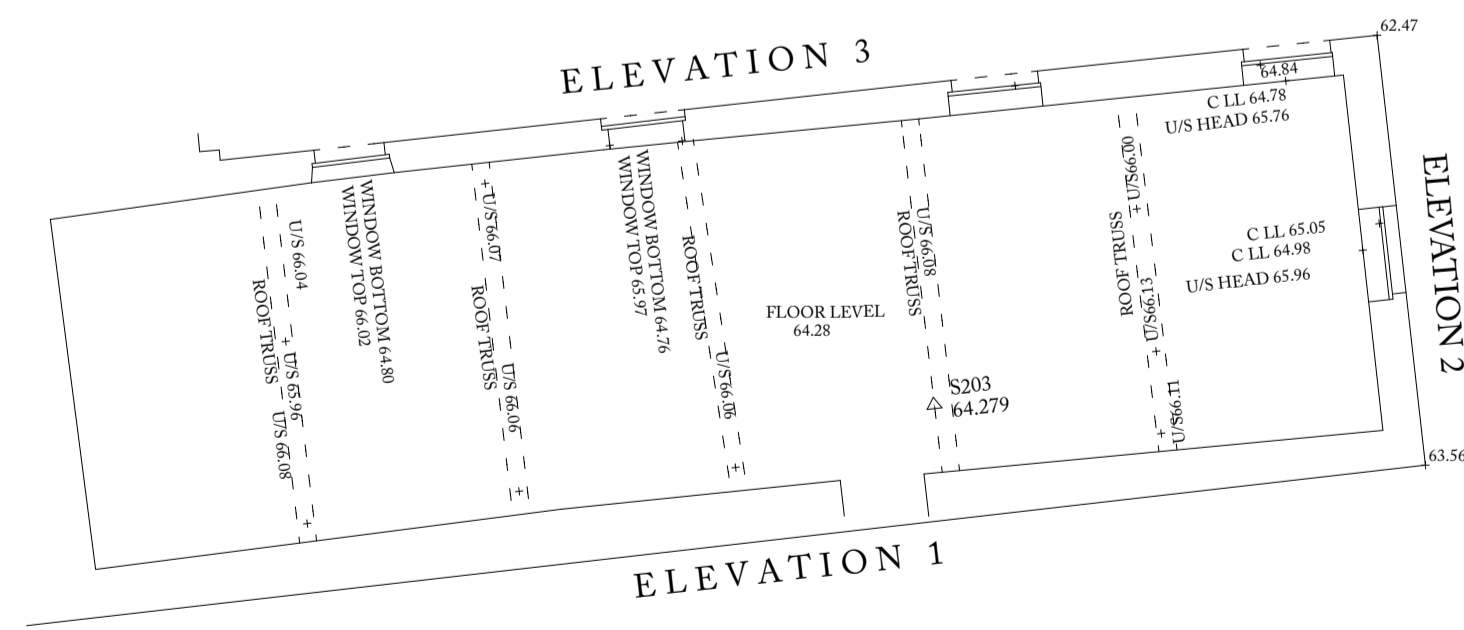 62.47
ELEVATION 3
64.84
C LL 64.78
U/S HEAD 65.76
ELEVATION 2
U/S 66.04
ROOF TRUSS
U/S 65.96
U/S 66.08
WINDOW BOTTOM 64.80
WINDOW TOP 66.02
U/S 66.07
ROOF TRUSS
U/S 66.06
WINDOW BOTTOM 64.76
WINDOW TOP 65.97
ROOF TRUSS
U/S 66.06
FLOOR LEVEL
64.28
U/S 66.08
ROOF TRUSS
S203
64.279
U/S 66.00
ROOF TRUSS
U/S 66.13
U/S 66.11
C LL 65.05
C LL 64.98
U/S HEAD 65.96
63.56
ELEVATION 1